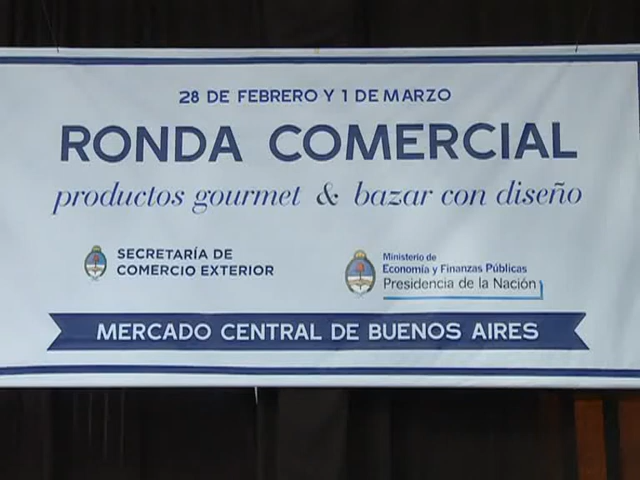 28 DE FEBRERO Y 1 DE MARZO
RONDA COMERCIAL
productos gourmet & bazar con diseño
SECRETARÍA DE
COMERCIO EXTERIOR
Ministerio de
Economía y Finanzas Públicas
Presidencia de la Nación
MERCADO CENTRAL DE BUENOS AIRES